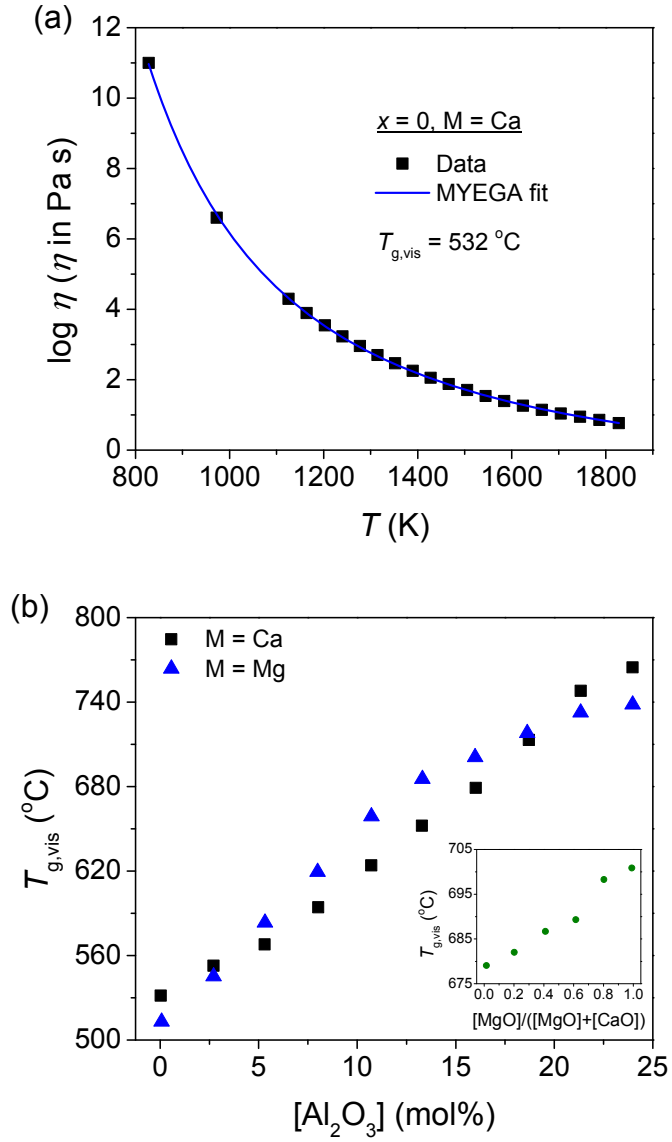 (a)
11
10
8
6
4
2
0
log η (η in Pa s)
x = 0, M = Ca
Data
MYEGA fit
Tg,vis = 532 °C
800 1000 1200 1400 1600 1800
T (K)
(b)
800
740
680
620
560
500
Tg,vis (°C)
M = Ca
M = Mg
705
695
685
675
Tg,vis (°C)
0.0 0.2 0.4 0.6 0.8 1.0
[MgO]/([MgO]+[CaO])
0 5 10 15 20 25
[Al2O3] (mol%)